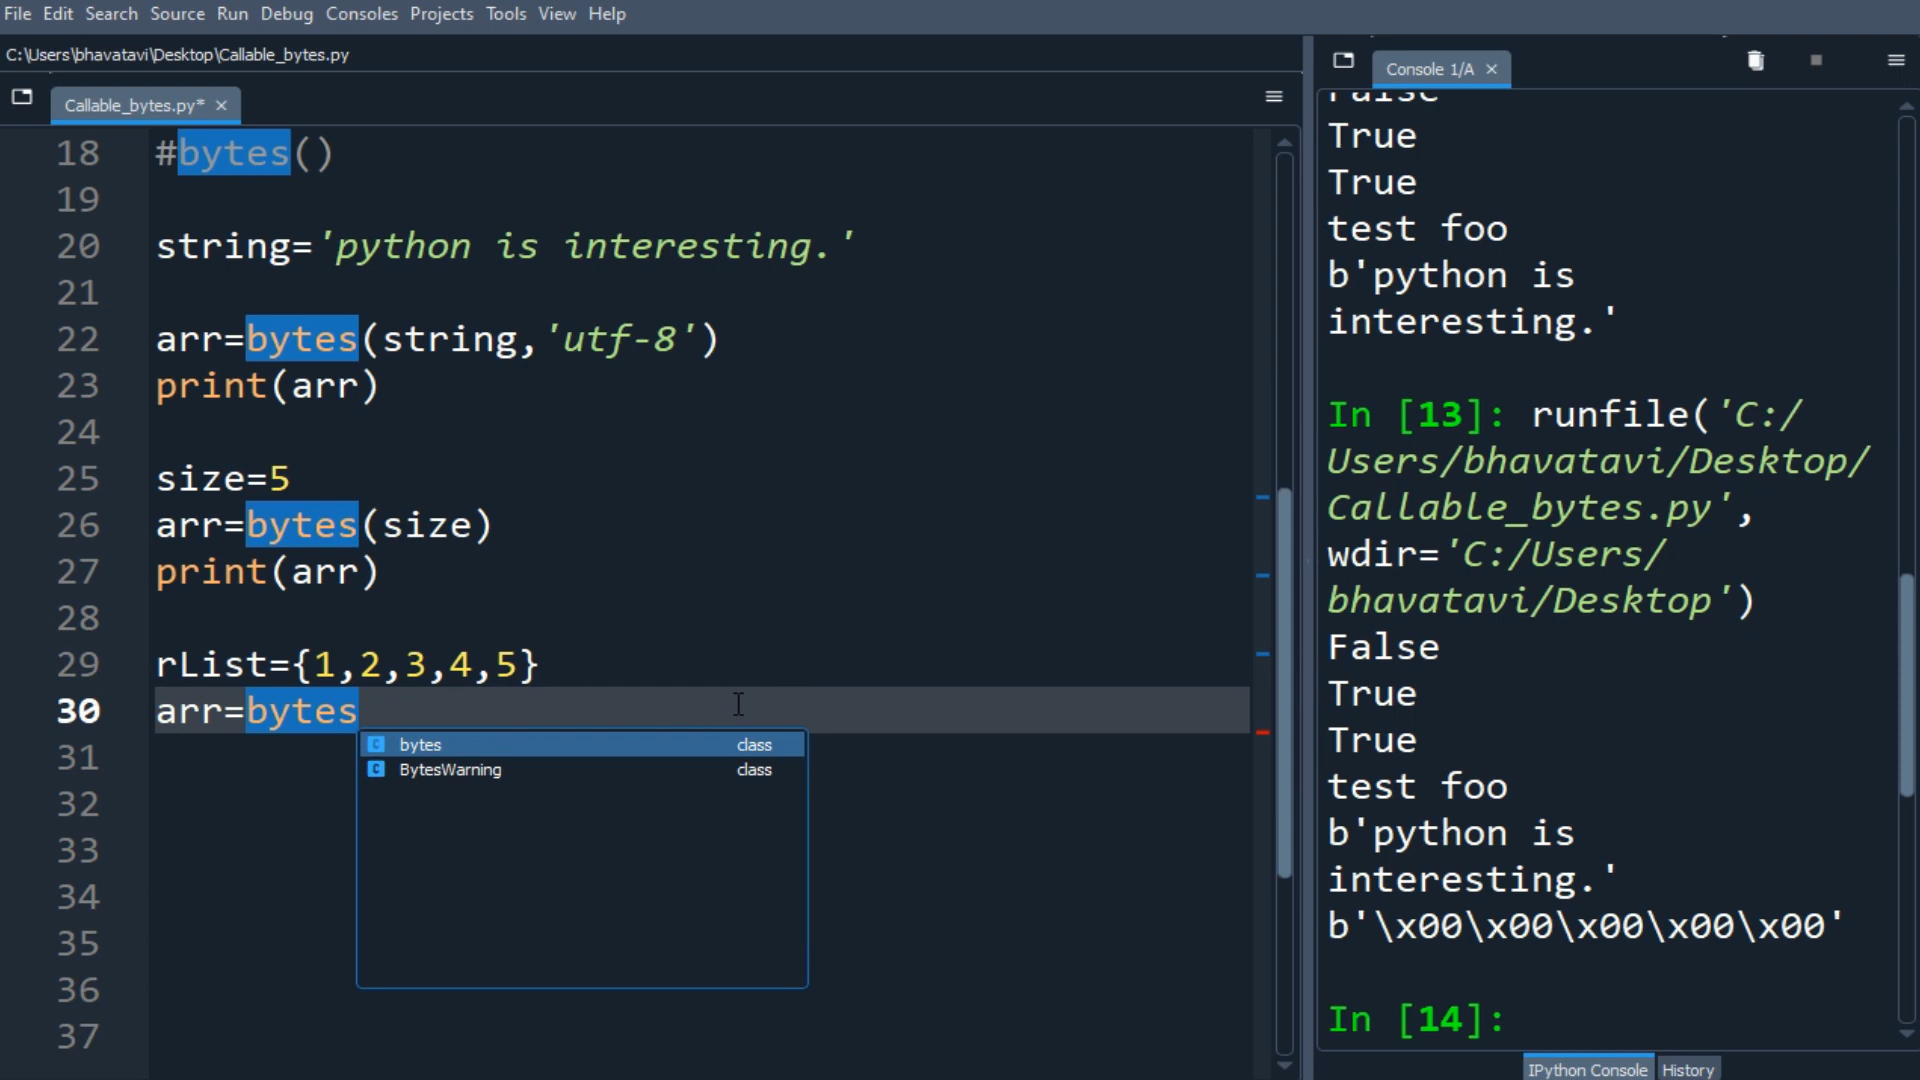 File Edit Search Source Run Debug Consoles Projects Tools View Help
C:\Users\bhavatavi\Desktop\Callable_bytes.py
Callable_bytes.py*
18 #bytes()
19
20 string='python is interesting.'
21
22 arr=bytes(string,'utf-8')
23 print(arr)
24
25 size=5
26 arr=bytes(size)
27 print(arr)
28
29 rList={1,2,3,4,5}
30 arr=bytes
bytes class
BytesWarning class
31
32
33
34
35
36
37
Console 1/A
False
True
True
test foo
b'python is
interesting.'
In [13]: runfile('C:/
Users/bhavatavi/Desktop/
Callable_bytes.py',
wdir='C:/Users/
bhavatavi/Desktop')
False
True
True
test foo
b'python is
interesting.'
b'\x00\x00\x00\x00\x00'
In [14]:
IPython Console History